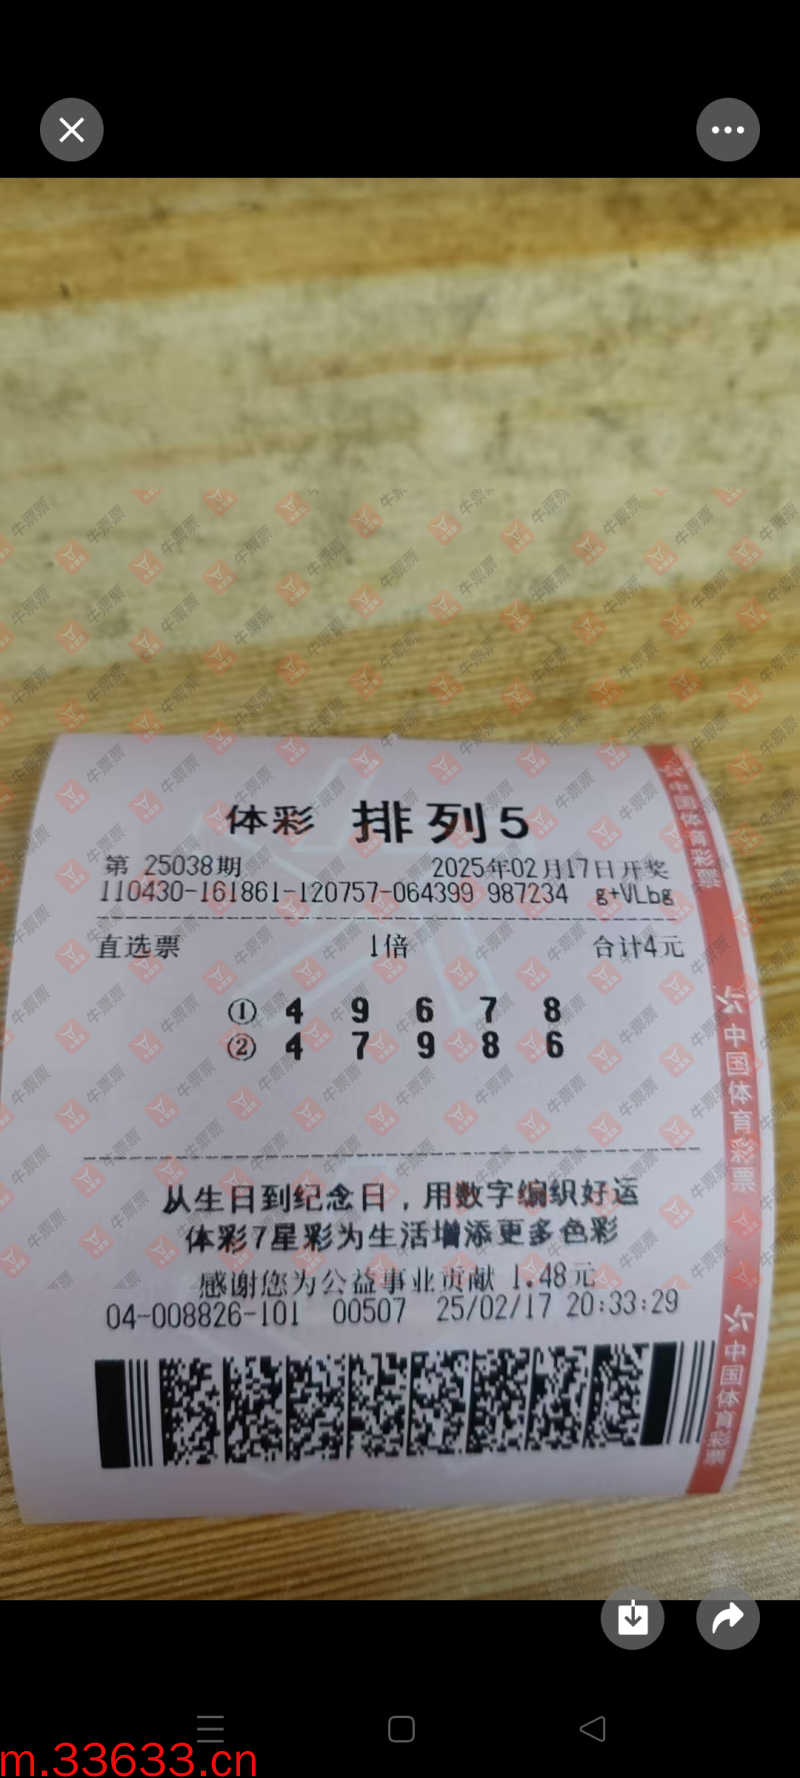 体彩 排列5
第 25038期 2025年02月17日开奖
110430-161861-120757-064399 987234 g+VLbg
直选票 1倍 合计4元
① 4 9 6 7 8
② 4 7 9 8 6
从生日到纪念日，用数字编织好运
体彩7星彩为生活增添更多色彩
感谢您为公益事业贡献 1.48元
04-008826-101 00507 25/02/17 20:33:29
中国体育彩票
中国体育彩票
中国体育彩票
牛票票
m.33633.cn